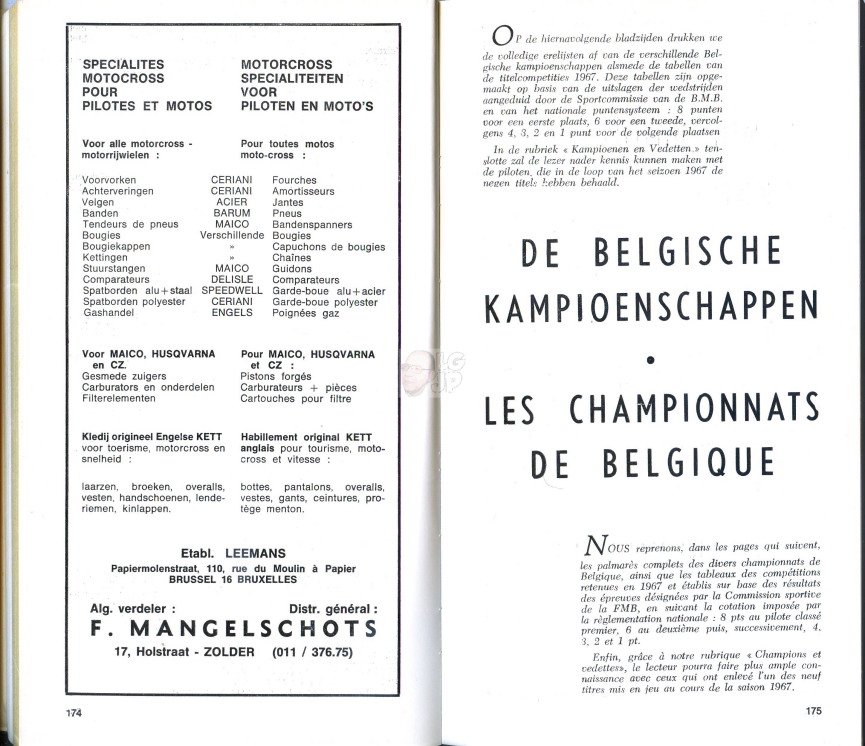 SPECIALITES
MOTOCROSS
POUR
PILOTES ET MOTOS
MOTORCROSS
SPECIALITEITEN
VOOR
PILOTEN EN MOTO'S
Voor alle motorcross -
motorrijwielen :
Pour toutes motos
moto-cross :
Voorvorken CERIANI Fourches
Achterveringen CERIANI Amortisseurs
Velgen ACIER Jantes
Banden BARUM Pneus
Tendeurs de pneus MAICO Bandenspanners
Bougies Verschillende Bougies
Bougiekappen » Capuchons de bougies
Kettingen » Chaînes
Stuurstangen MAICO Guidons
Comparateurs DELISLE Comparateurs
Spatborden alu+staal SPEEDWELL Garde-boue alu+acier
Spatborden polyester CERIANI Garde-boue polyester
Gashandel ENGELS Poignées gaz
Voor MAICO, HUSQVARNA
en CZ.
Gesmede zuigers
Carburators en onderdelen
Filterelementen
Pour MAICO, HUSQVARNA
et CZ :
Pistons forgés
Carburateurs + pièces
Cartouches pour filtre
Kledij origineel Engelse KETT
voor toerisme, motorcross en
snelheid :
Habillement original KETT
anglais pour tourisme, moto-
cross et vitesse :
laarzen, broeken, overalls,
vesten, handschoenen, lende-
riemen, kinlappen.
bottes, pantalons, overalls,
vestes, gants, ceintures, pro-
tège menton.
Etabl. LEEMANS
Papiermolenstraat, 110, rue du Moulin à Papier
BRUSSEL 16 BRUXELLES
Alg. verdeler : Distr. général :
F. MANGELSCHOTS
17, Holstraat - ZOLDER (011 / 376.75)
174
LG
JP
OP de hiernavolgende bladzijden drukken we
de volledige erelijsten af van de verschillende Bel-
gische kampioenschappen alsmede de tabellen van
de titelcompetities 1967. Deze tabellen zijn opge-
maakt op basis van de uitslagen der wedstrijden
aangeduid door de Sportcommissie van de B.M.B.
en van het nationale puntensysteem : 8 punten
voor een eerste plaats, 6 voor een tweede, vervol-
gens 4, 3, 2 en 1 punt voor de volgende plaatsen
In de rubriek « Kampioenen en Vedetten » ten-
slotte zal de lezer nader kennis kunnen maken met
de piloten, die in de loop van het seizoen 1967 de
negen titels hebben behaald.
DE BELGISCHE
KAMPIOENSCHAPPEN
•
LES CHAMPIONNATS
DE BELGIQUE
NOUS reprenons, dans les pages qui suivent,
les palmarès complets des divers championnats de
Belgique, ainsi que les tableaux des compétitions
retenues en 1967 et établis sur base des résultats
des épreuves désignées par la Commission sportive
de la FMB, en suivant la cotation imposée par
la règlementation nationale : 8 pts au pilote classé
premier, 6 au deuxième puis, successivement, 4,
3, 2 et 1 pt.
Enfin, grâce à notre rubrique « Champions et
vedettes», le lecteur pourra faire plus ample con-
naissance avec ceux qui ont enlevé l'un des neuf
titres mis en jeu au cours de la saison 1967.
175